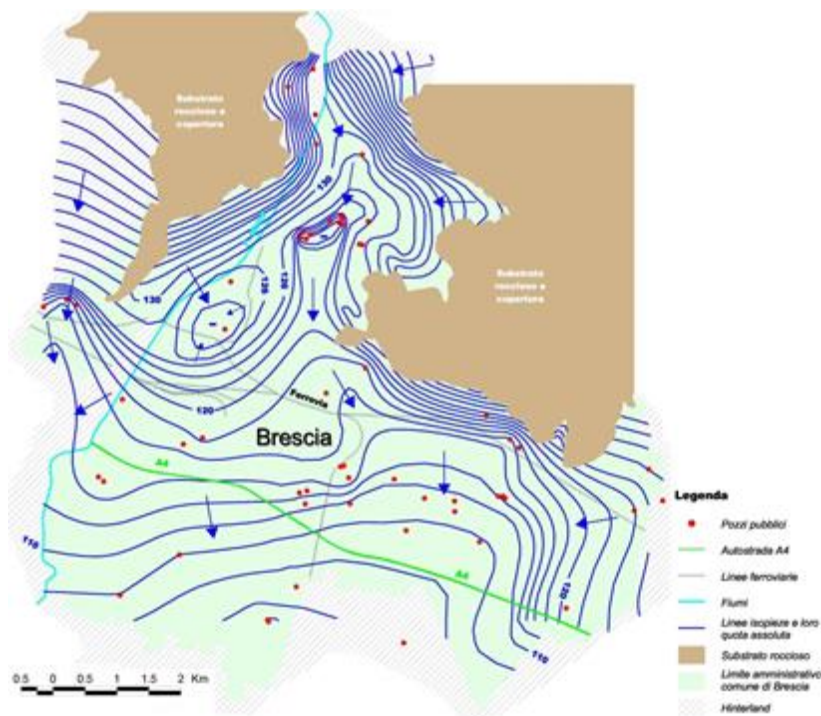 Substrato
roccioso e
copertura
130
120
Substrato
roccioso e
copertura
130
120
120
Ferrovia
Brescia
A4
110
A4
120
110
Legenda
Pozzi pubblici
Autostrada A4
Linee ferroviarie
Fiumi
Linee isopieze e loro
quota assoluta
Substrato roccioso
Limite amministrativo
comune di Brescia
Hinterland
0.5 0 0.5 1 1.5 2 Km